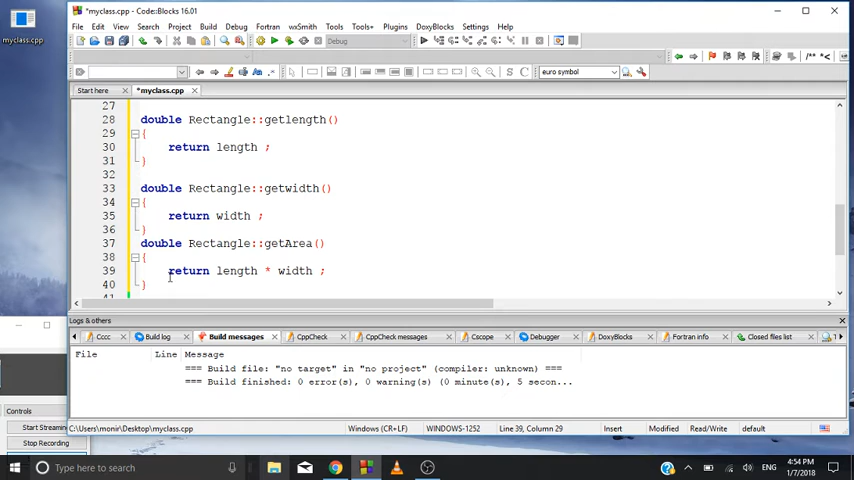 *myclass.cpp - Code::Blocks 16.01
File Edit View Search Project Build Debug Fortran wxSmith Tools Tools+ Plugins DoxyBlocks Settings Help
myclass.cpp
Debug
/** *<
S C euro symbol
Start here *myclass.cpp
27
28 double Rectangle::getlength()
29 {
30 return length ;
31 }
32
33 double Rectangle::getwidth()
34 {
35 return width ;
36 }
37 double Rectangle::getArea()
38 {
39 return length * width ;
40 }
41
Logs & others
Cccc Build log Build messages CppCheck CppCheck messages Cscope Debugger DoxyBlocks Fortran info Closed files list
File Line Message
=== Build file: "no target" in "no project" (compiler: unknown) ===
=== Build finished: 0 error(s), 0 warning(s) (0 minute(s), 5 secon...
Controls
Start Streaming
Stop Recording
C:\Users\monir\Desktop\myclass.cpp Windows (CR+LF) WINDOWS-1252 Line 39, Column 29 Insert Modified Read/Write default
Type here to search
ENG
4:54 PM
1/7/2018